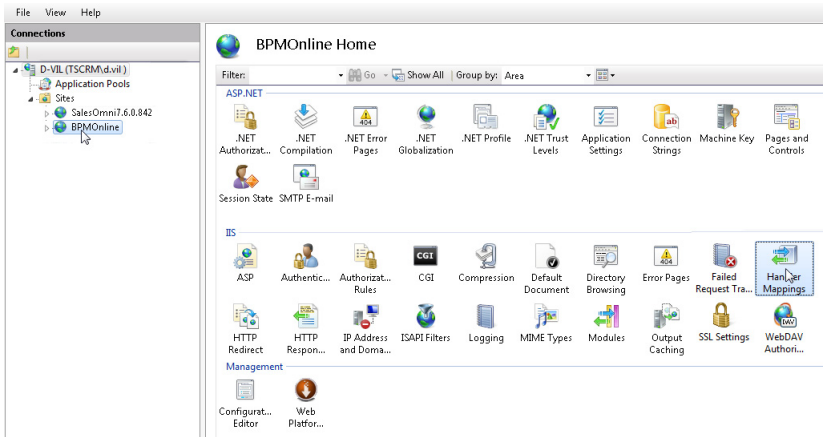 File View Help
Connections
BPMOnline Home
Filter: Go Show All Group by: Area
D-VIL (TSCRM\d.vil )
Application Pools
Sites
SalesOmni7.6.0.842
BPMOnline
ASP.NET
.NET Authorizat...
.NET Compilation
.NET Error Pages
.NET Globalization
.NET Profile
.NET Trust Levels
Application Settings
Connection Strings
Machine Key
Pages and Controls
Session State
SMTP E-mail
IIS
ASP
Authentic...
Authorizat... Rules
CGI
CGI
Compression
Default Document
Directory Browsing
404
Error Pages
Failed Request Tra...
Handler Mappings
HTTP Redirect
HTTP Respon...
IP Address and Doma...
ISAPI Filters
Logging
MIME Types
Modules
Output Caching
SSL Settings
WebDAV Authori...
Management
Configurat... Editor
Web Platfor...